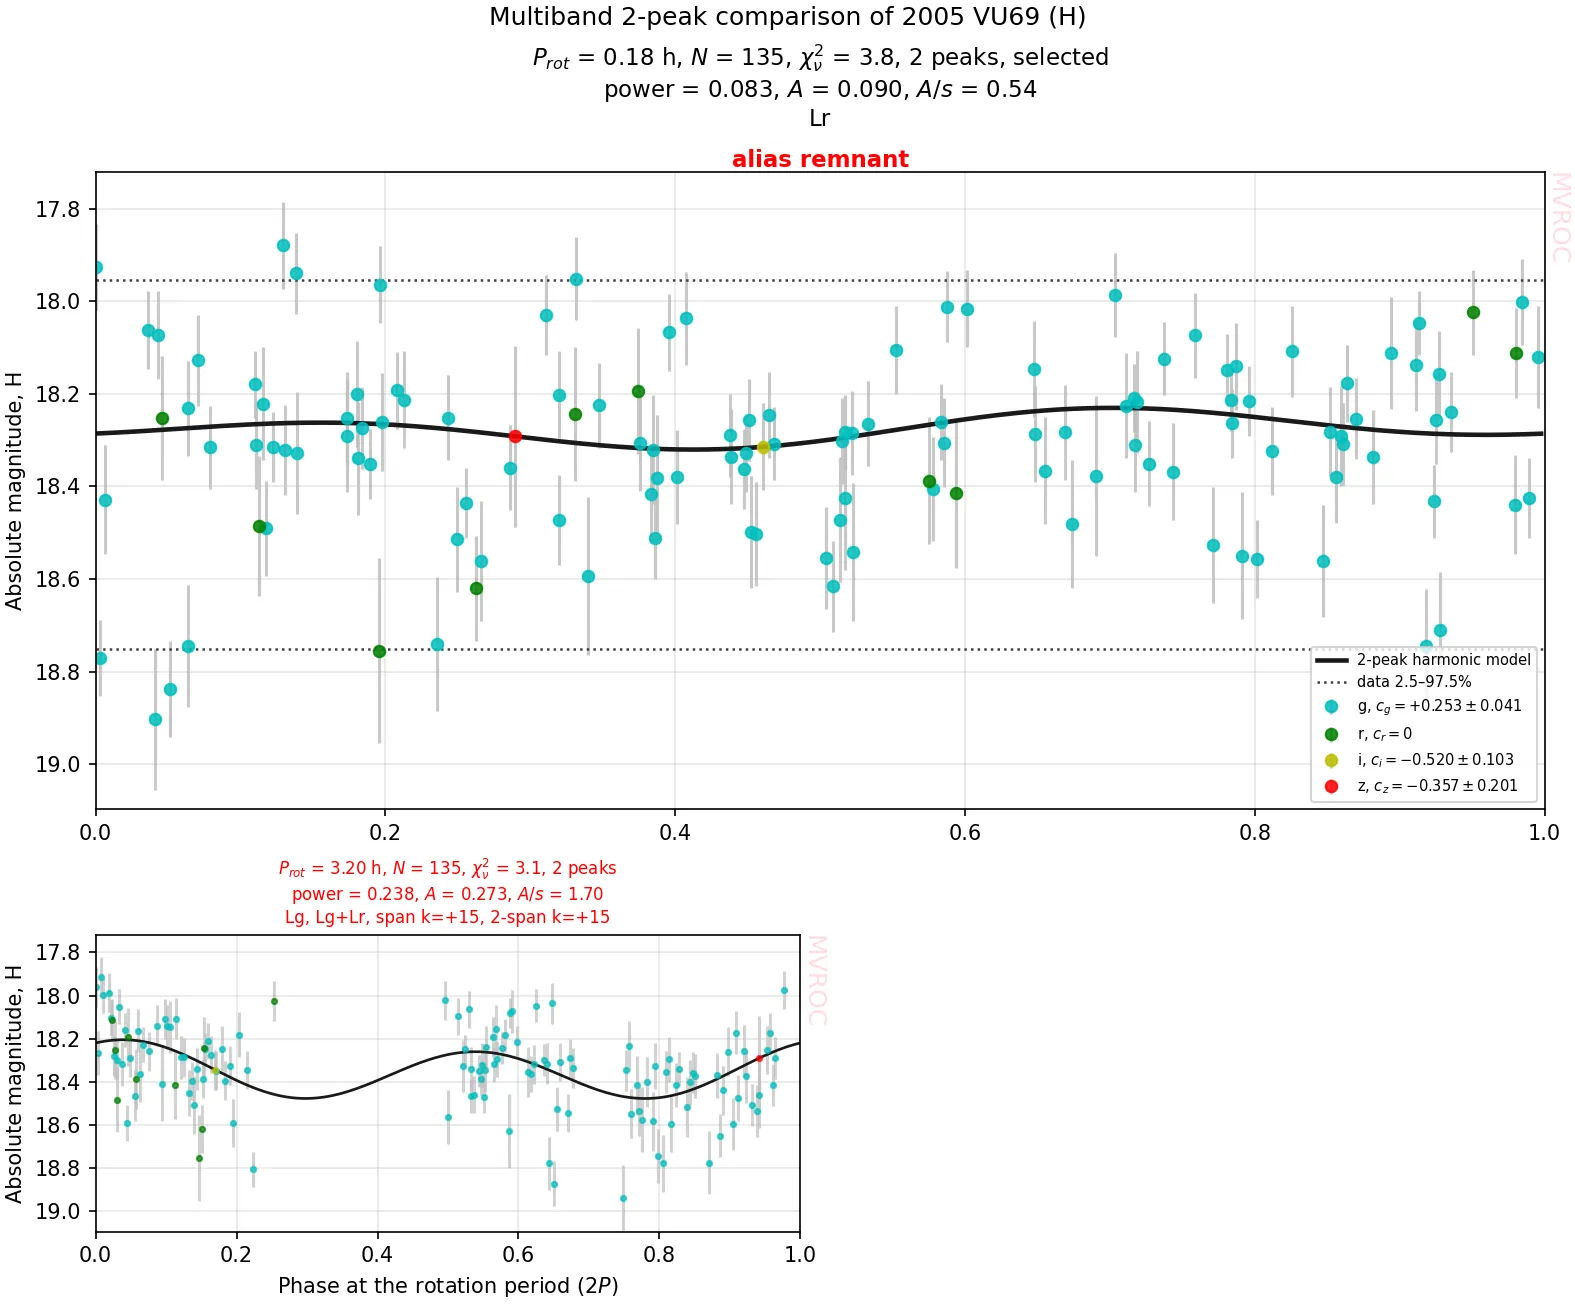 Multiband 2-peak comparison of 2005 VU69 (H)
P_rot = 0.18 h, N = 135, χ²_ν = 3.8, 2 peaks, selected
power = 0.083, A = 0.090, A/s = 0.54
Lr
alias remnant
MVROC
Absolute magnitude, H
17.8
18.0
18.2
18.4
18.6
18.8
19.0
0.0
0.2
0.4
0.6
0.8
1.0
2-peak harmonic model
data 2.5–97.5%
g, c_g = +0.253 ± 0.041
r, c_r = 0
i, c_i = −0.520 ± 0.103
z, c_z = −0.357 ± 0.201
P_rot = 3.20 h, N = 135, χ²_ν = 3.1, 2 peaks
power = 0.238, A = 0.273, A/s = 1.70
Lg, Lg+Lr, span k=+15, 2-span k=+15
MVROC
Absolute magnitude, H
17.8
18.0
18.2
18.4
18.6
18.8
19.0
0.0
0.2
0.4
0.6
0.8
1.0
Phase at the rotation period (2P)